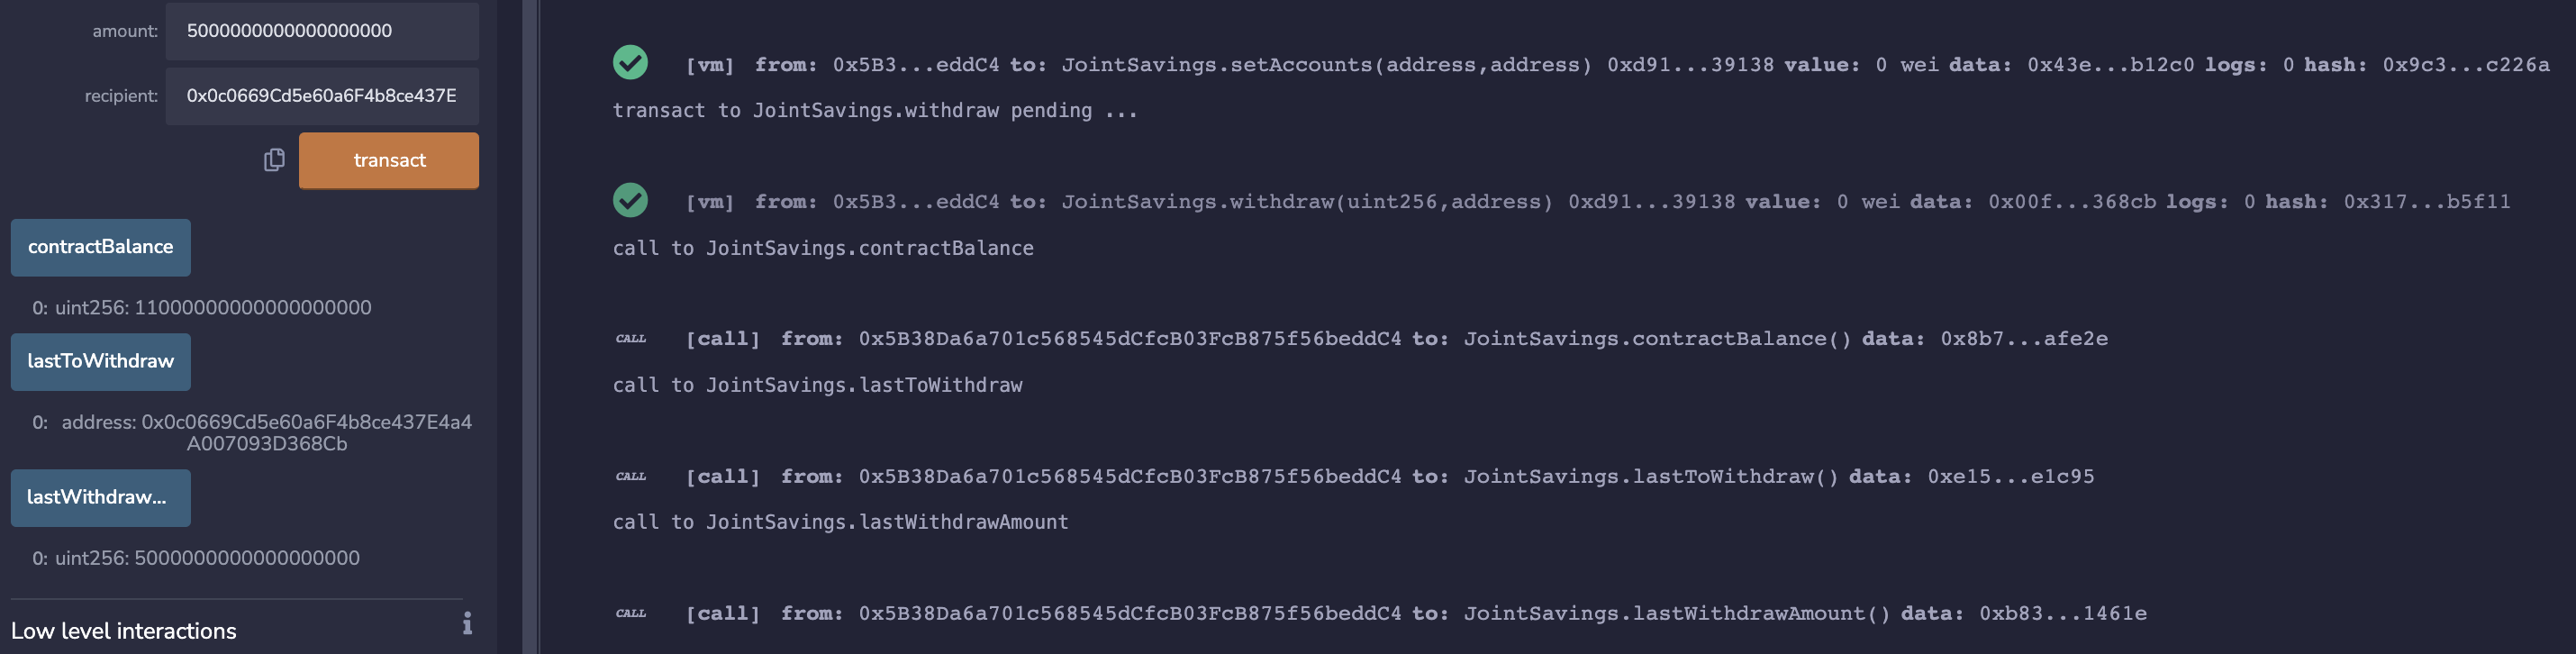 amount: 5000000000000000000
recipient: 0x0c0669Cd5e60a6F4b8ce437E
transact
contractBalance
0: uint256: 11000000000000000000
lastToWithdraw
0: address: 0x0c0669Cd5e60a6F4b8ce437E4a4
A007093D368Cb
lastWithdraw...
0: uint256: 5000000000000000000
Low level interactions
[vm] from: 0x5B3...eddC4 to: JointSavings.setAccounts(address,address) 0xd91...39138 value: 0 wei data: 0x43e...b12c0 logs: 0 hash: 0x9c3...c226a
transact to JointSavings.withdraw pending ...
[vm] from: 0x5B3...eddC4 to: JointSavings.withdraw(uint256,address) 0xd91...39138 value: 0 wei data: 0x00f...368cb logs: 0 hash: 0x317...b5f11
call to JointSavings.contractBalance
CALL [call] from: 0x5B38Da6a701c568545dCfcB03FcB875f56beddC4 to: JointSavings.contractBalance() data: 0x8b7...afe2e
call to JointSavings.lastToWithdraw
CALL [call] from: 0x5B38Da6a701c568545dCfcB03FcB875f56beddC4 to: JointSavings.lastToWithdraw() data: 0xe15...e1c95
call to JointSavings.lastWithdrawAmount
CALL [call] from: 0x5B38Da6a701c568545dCfcB03FcB875f56beddC4 to: JointSavings.lastWithdrawAmount() data: 0xb83...1461e